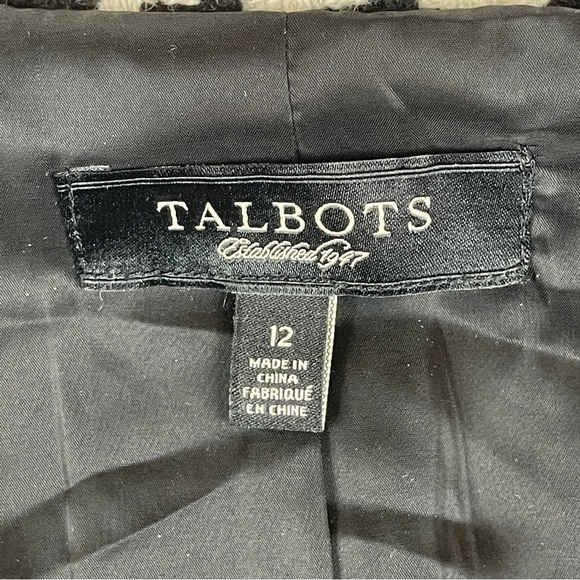 TALBOTS
Established 1947
12
MADE IN
CHINA
FABRIQUÉ
EN CHINE